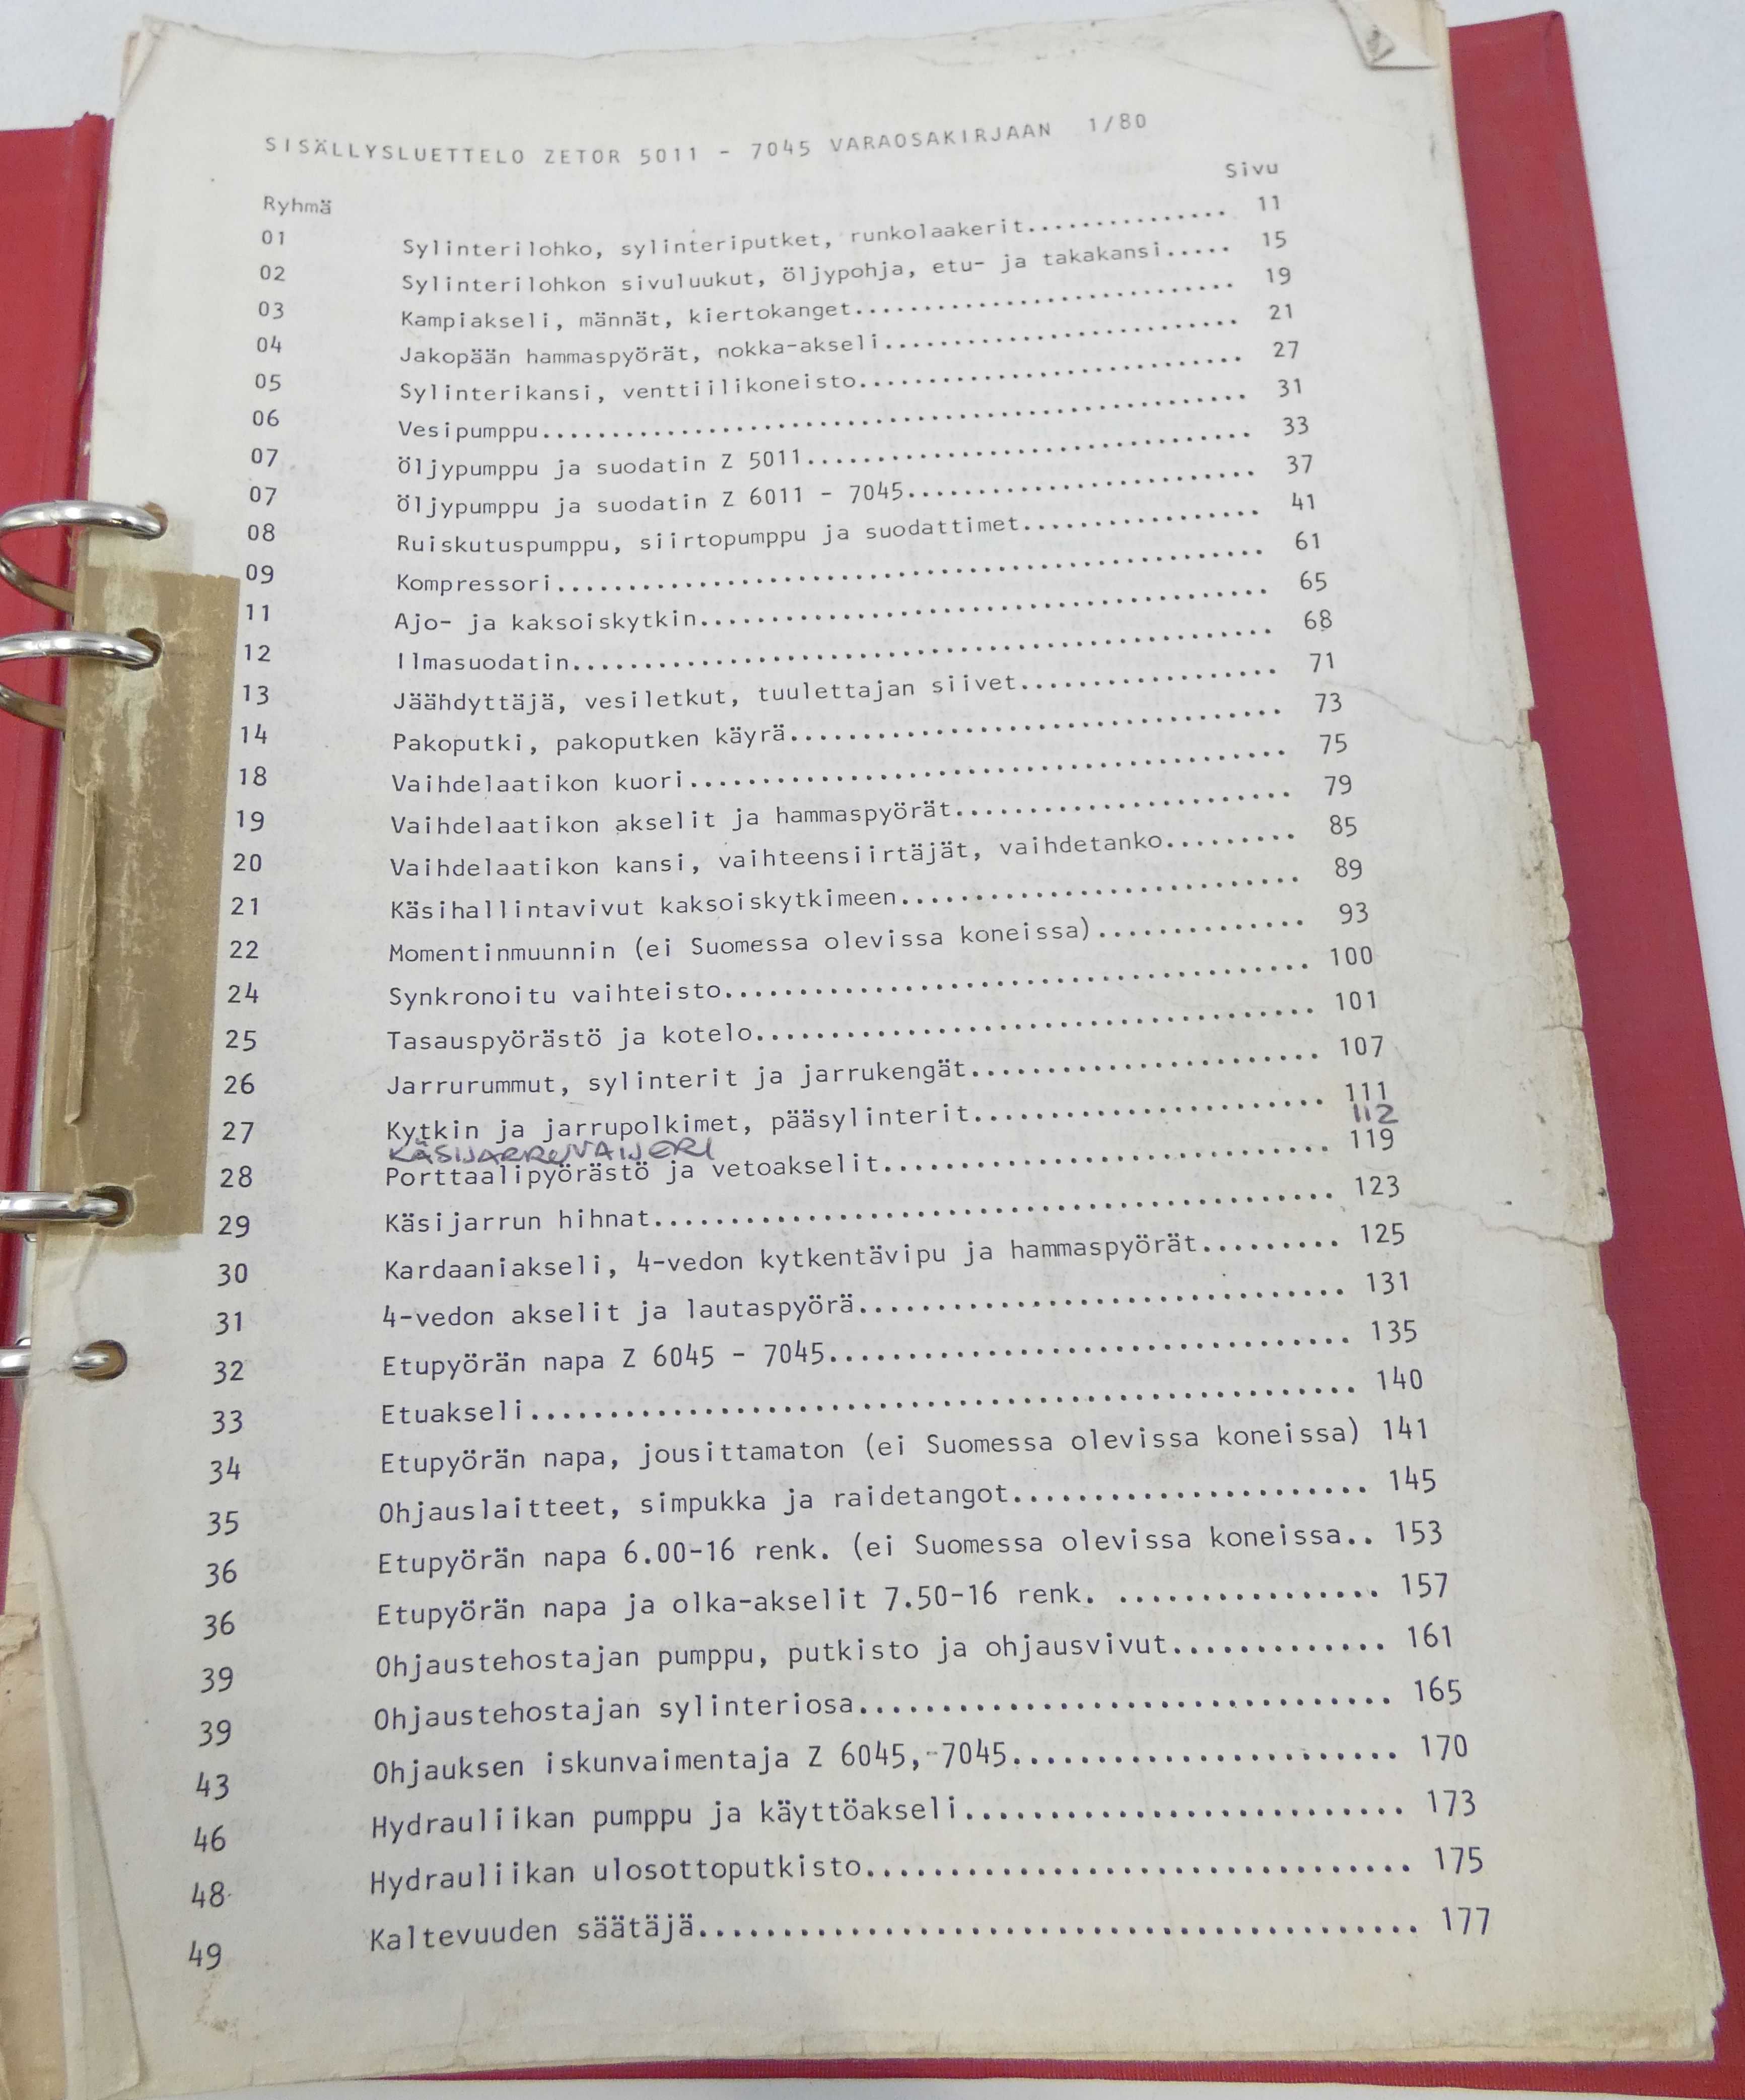 SISÄLLYSLUETTELO ZETOR 5011 - 7045 VARAOSAKIRJAAN 1/80
Ryhmä Sivu
01 Sylinterilohko, sylinteriputket, runkolaakerit............... 11
02 Sylinterilohkon sivuluukut, öljypohja, etu- ja takakansi..... 15
03 Kampiakseli, männät, kiertokanget............................ 19
04 Jakopään hammaspyörät, nokka-akseli.......................... 21
05 Sylinterikansi, venttiilikoneisto............................ 27
06 Vesipumppu................................................... 31
07 Öljypumppu ja suodatin Z 5011................................ 33
07 Öljypumppu ja suodatin Z 6011 - 7045......................... 37
08 Ruiskutuspumppu, siirtopumppu ja suodattimet................. 41
09 Kompressori.................................................. 61
11 Ajo- ja kaksoiskytkin........................................ 65
12 Ilmasuodatin................................................. 68
13 Jäähdyttäjä, vesiletkut, tuulettajan siivet.................. 71
14 Pakoputki, pakoputken käyrä.................................. 73
18 Vaihdelaatikon kuori......................................... 75
19 Vaihdelaatikon akselit ja hammaspyörät....................... 79
20 Vaihdelaatikon kansi, vaihteensiirtäjät, vaihdetanko......... 85
21 Käsihallintavivut kaksoiskytkimeen........................... 89
22 Momentinmuunnin (ei Suomessa olevissa koneissa).............. 93
24 Synkronoitu vaihteisto....................................... 100
25 Tasauspyörästö ja kotelo..................................... 101
26 Jarrurummut, sylinterit ja jarrukengät....................... 107
27 Kytkin ja jarrupolkimet, pääsylinterit....................... 111
KÄSIJARRUVAIJERI 112
28 Porttaalipyörästö ja vetoakselit............................. 119
29 Käsijarrun hihnat............................................ 123
30 Kardaaniakseli, 4-vedon kytkentävipu ja hammaspyörät......... 125
31 4-vedon akselit ja lautaspyörä............................... 131
32 Etupyörän napa Z 6045 - 7045................................. 135
33 Etuakseli.................................................... 140
34 Etupyörän napa, jousittamaton (ei Suomessa olevissa koneissa) 141
35 Ohjauslaitteet, simpukka ja raidetangot...................... 145
36 Etupyörän napa 6.00-16 renk. (ei Suomessa olevissa koneissa.. 153
36 Etupyörän napa ja olka-akselit 7.50-16 renk. ................ 157
39 Ohjaustehostajan pumppu, putkisto ja ohjausvivut............. 161
39 Ohjaustehostajan sylinteriosa................................ 165
43 Ohjauksen iskunvaimentaja Z 6045, 7045....................... 170
46 Hydrauliikan pumppu ja käyttöakseli.......................... 173
48 Hydrauliikan ulosottoputkisto................................ 175
49 Kaltevuuden säätäjä.......................................... 177